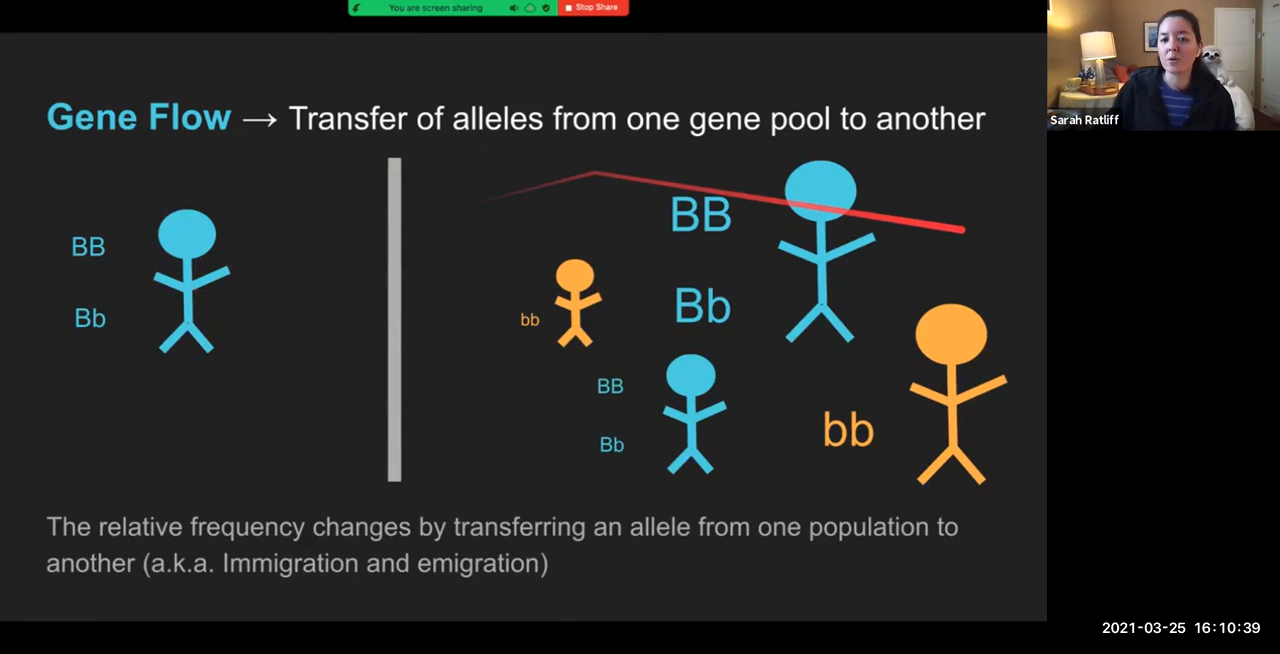 You are screen sharing
Stop Share
Gene Flow → Transfer of alleles from one gene pool to another
Sarah Ratliff
BB
BB
Bb
bb
Bb
BB
Bb
bb
The relative frequency changes by transferring an allele from one population to
another (a.k.a. Immigration and emigration)
2021-03-25 16:10:39